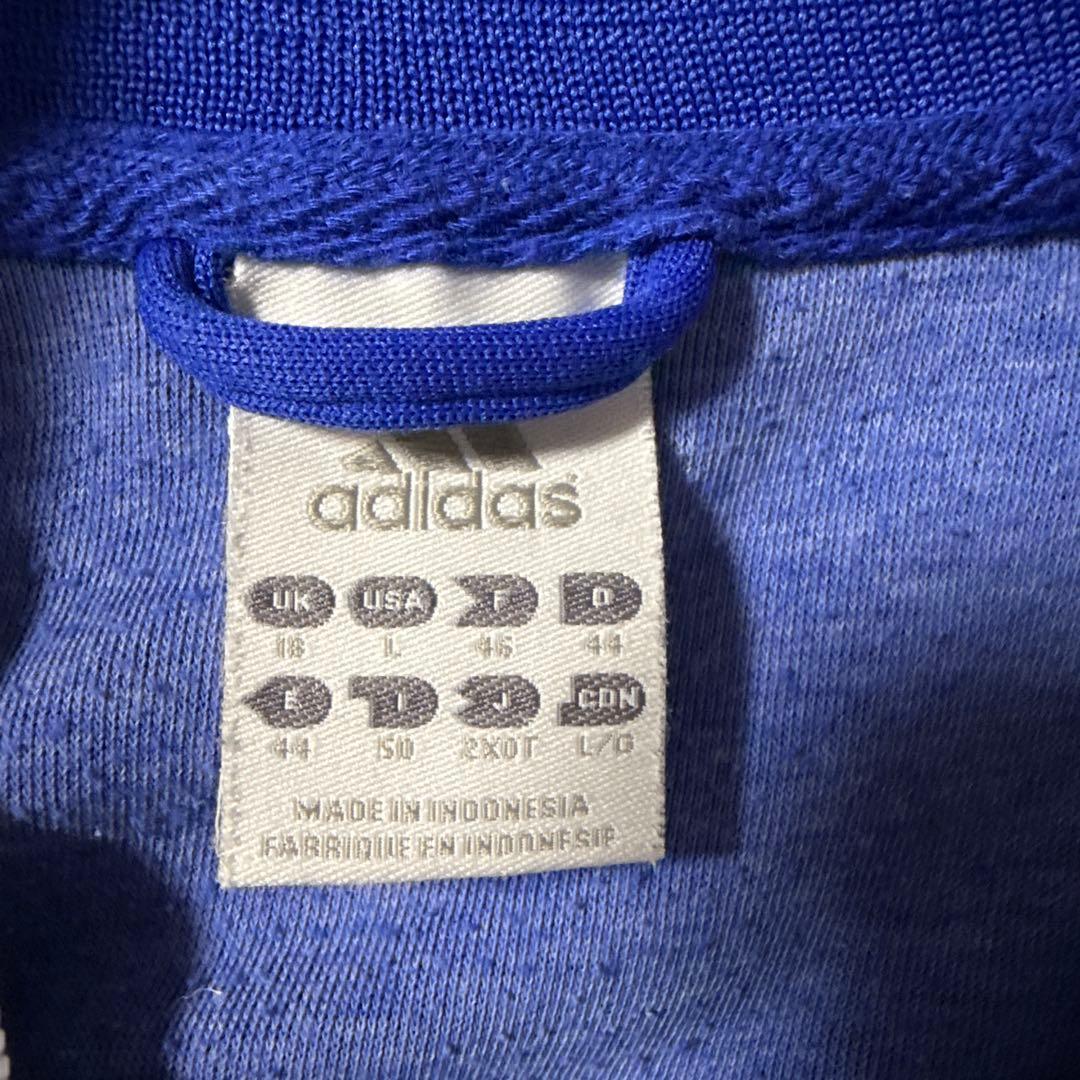 adidas
UK USA F D
18 L 46 44
E I J CDN
44 50 2XOT L/G
MADE IN INDONESIA
FABRIQUE EN INDONESIE